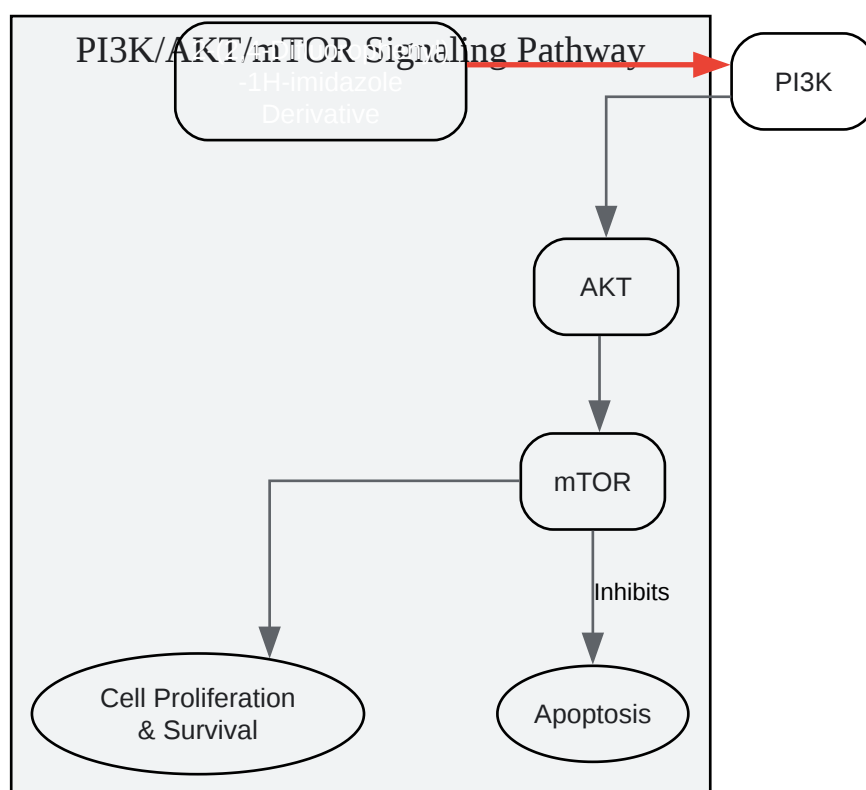 PI3K/AKT/mTOR Signaling Pathway
-1H-imidazole
Derivative
PI3K
AKT
mTOR
Inhibits
Cell Proliferation
& Survival
Apoptosis